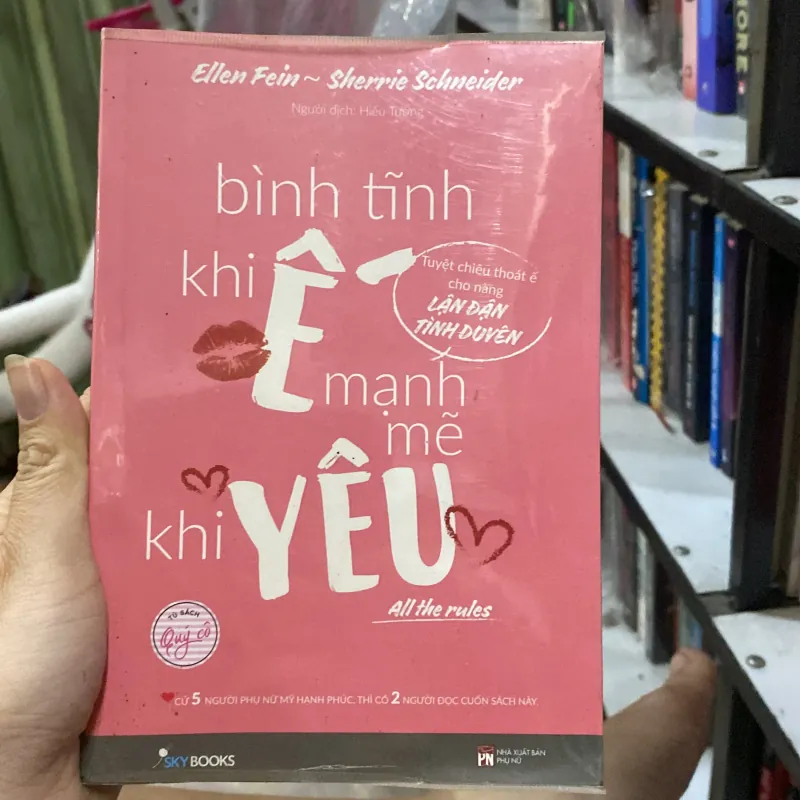 Ellen Fein ~ Sherrie Schneider
Người dịch: Hiếu Tường
bình tĩnh
khi Ế
Tuyệt chiêu thoát ế
cho nàng
LẬN ĐẬN
TÌNH DUYÊN
mạnh
mẽ
khi YÊU
All the rules
TỦ SÁCH
Quý cô
CỨ 5 NGƯỜI PHỤ NỮ MỸ HẠNH PHÚC, THÌ CÓ 2 NGƯỜI ĐỌC CUỐN SÁCH NÀY.
SKYBOOKS
PN NHÀ XUẤT BẢN
PHỤ NỮ